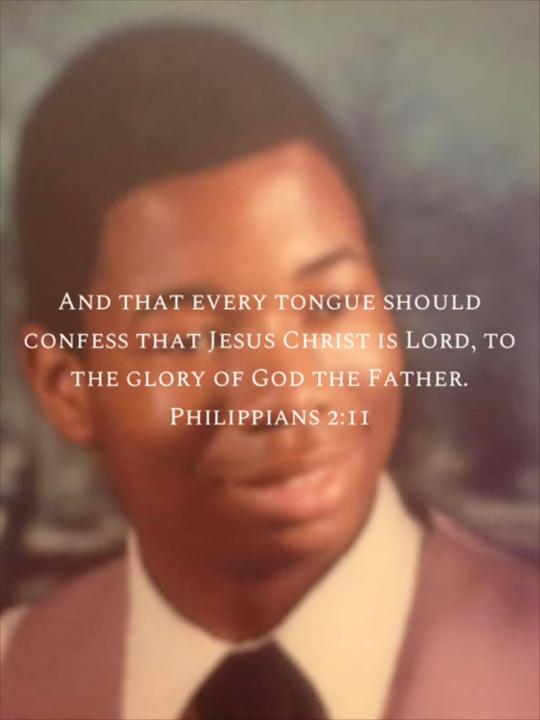 And that every tongue should
confess that Jesus Christ is Lord, to
the glory of God the Father.
Philippians 2:11